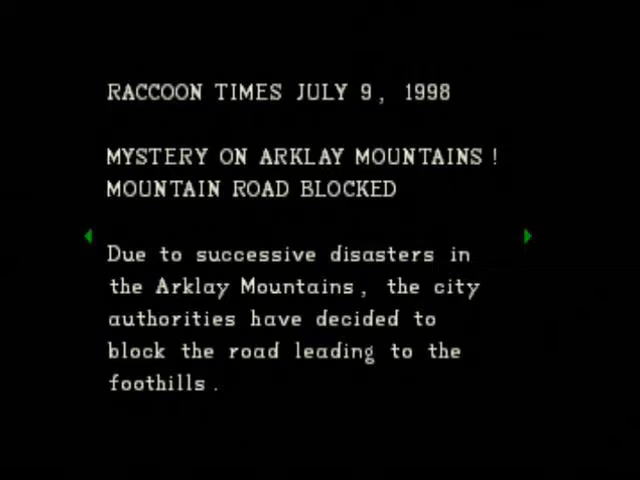 RACCOON TIMES JULY 9, 1998
MYSTERY ON ARKLAY MOUNTAINS!
MOUNTAIN ROAD BLOCKED
Due to successive disasters in
the Arklay Mountains, the city
authorities have decided to
block the road leading to the
foothills.